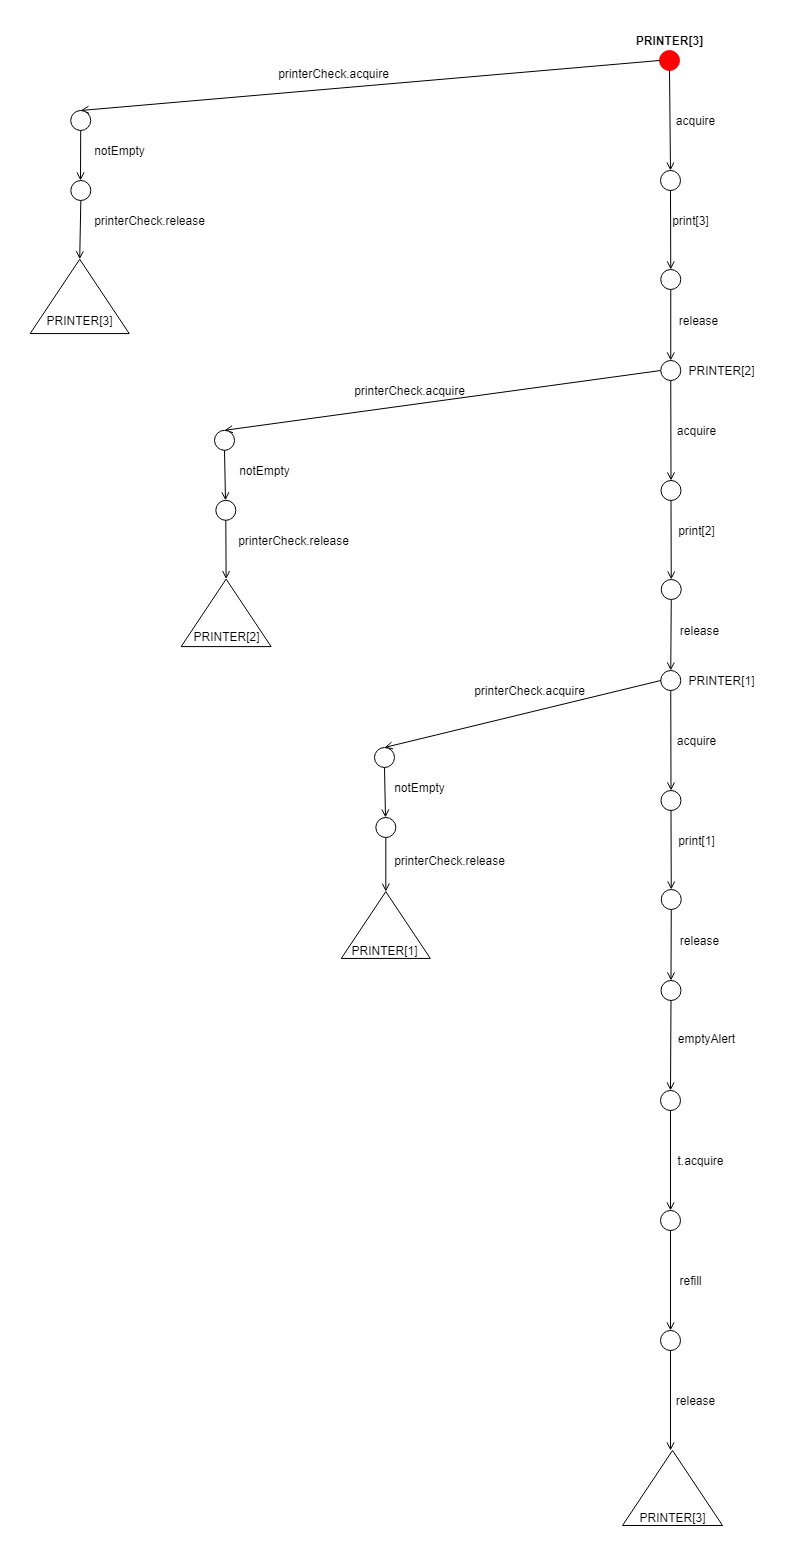 PRINTER[3]
printerCheck.acquire
acquire
notEmpty
printerCheck.release
print[3]
PRINTER[3]
release
PRINTER[2]
printerCheck.acquire
acquire
notEmpty
print[2]
printerCheck.release
release
PRINTER[2]
PRINTER[1]
printerCheck.acquire
acquire
notEmpty
print[1]
printerCheck.release
release
PRINTER[1]
emptyAlert
t.acquire
refill
release
PRINTER[3]